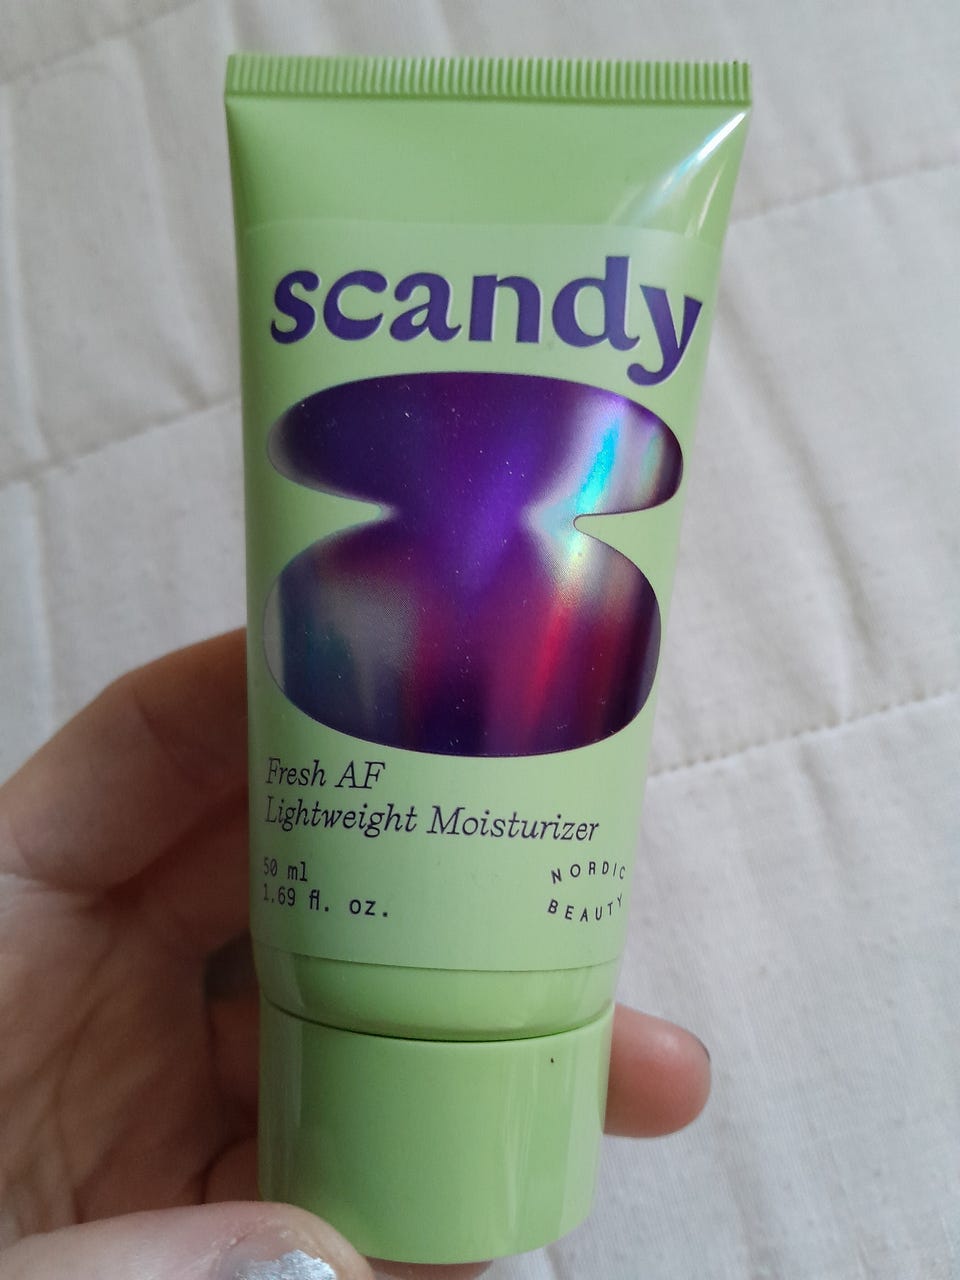 scandy
Fresh AF
Lightweight Moisturizer
50 ml
1.69 fl. oz.
NORDIC
BEAUTY